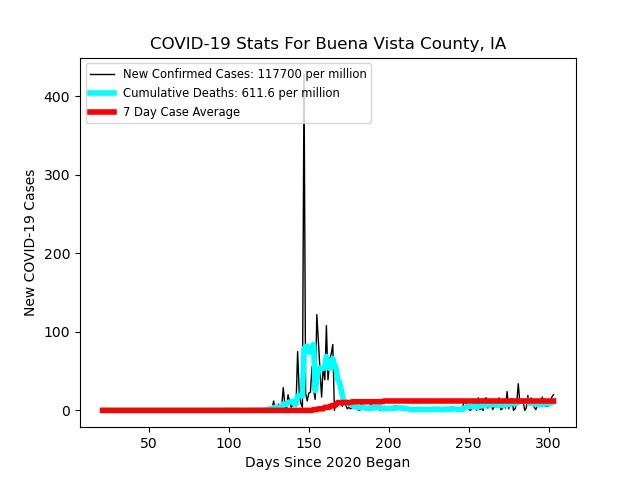 COVID-19 Stats For Buena Vista County, IA
New Confirmed Cases: 117700 per million
Cumulative Deaths: 611.6 per million
7 Day Case Average
New COVID-19 Cases
400
300
200
100
0
50 100 150 200 250 300
Days Since 2020 Began